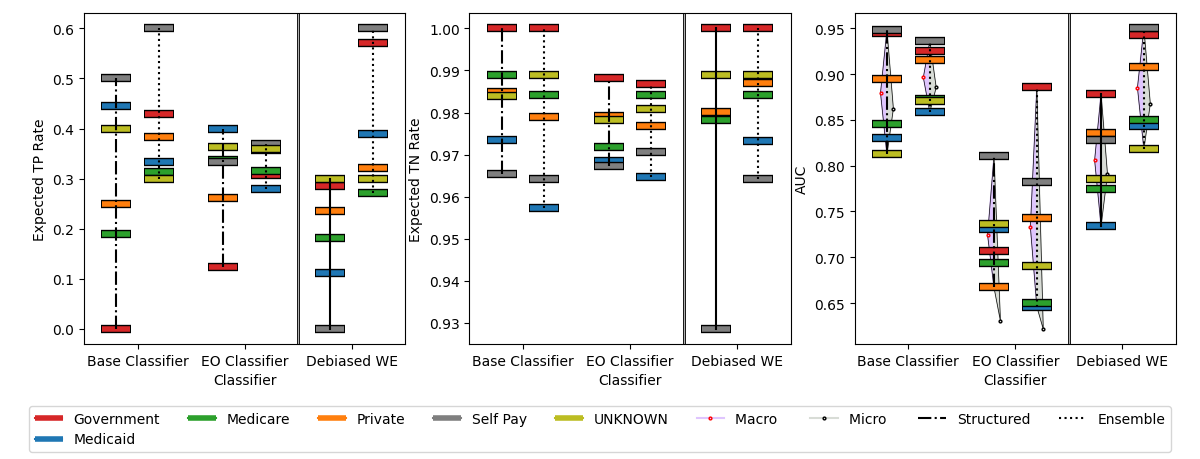 Expected TP Rate
0.6
0.5
0.4
0.3
0.2
0.1
0.0
Base Classifier EO Classifier Debiased WE
Classifier
Expected TN Rate
1.00
0.99
0.98
0.97
0.96
0.95
0.94
0.93
Base Classifier EO Classifier Debiased WE
Classifier
AUC
0.95
0.90
0.85
0.80
0.75
0.70
0.65
Base Classifier EO Classifier Debiased WE
Classifier
Government Medicare Private Self Pay UNKNOWN Macro Micro Structured Ensemble
Medicaid